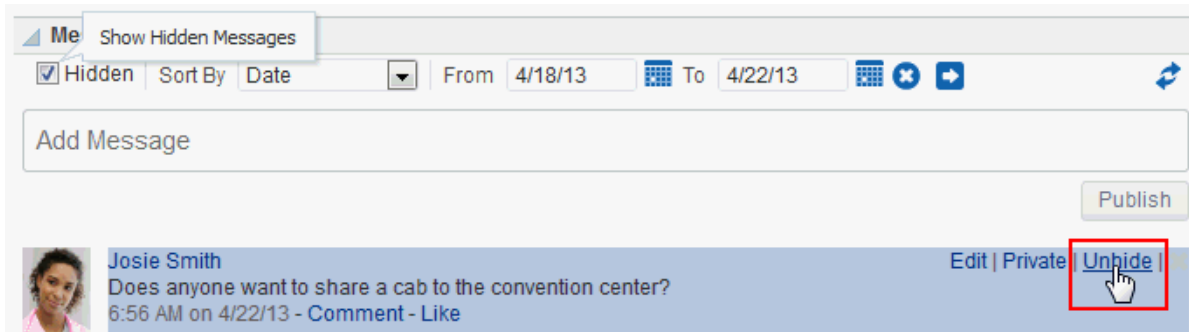 Me
Show Hidden Messages
Hidden Sort By Date From 4/18/13 To 4/22/13
Add Message
Publish
Josie Smith Edit | Private | Unhide |
Does anyone want to share a cab to the convention center?
6:56 AM on 4/22/13 - Comment - Like